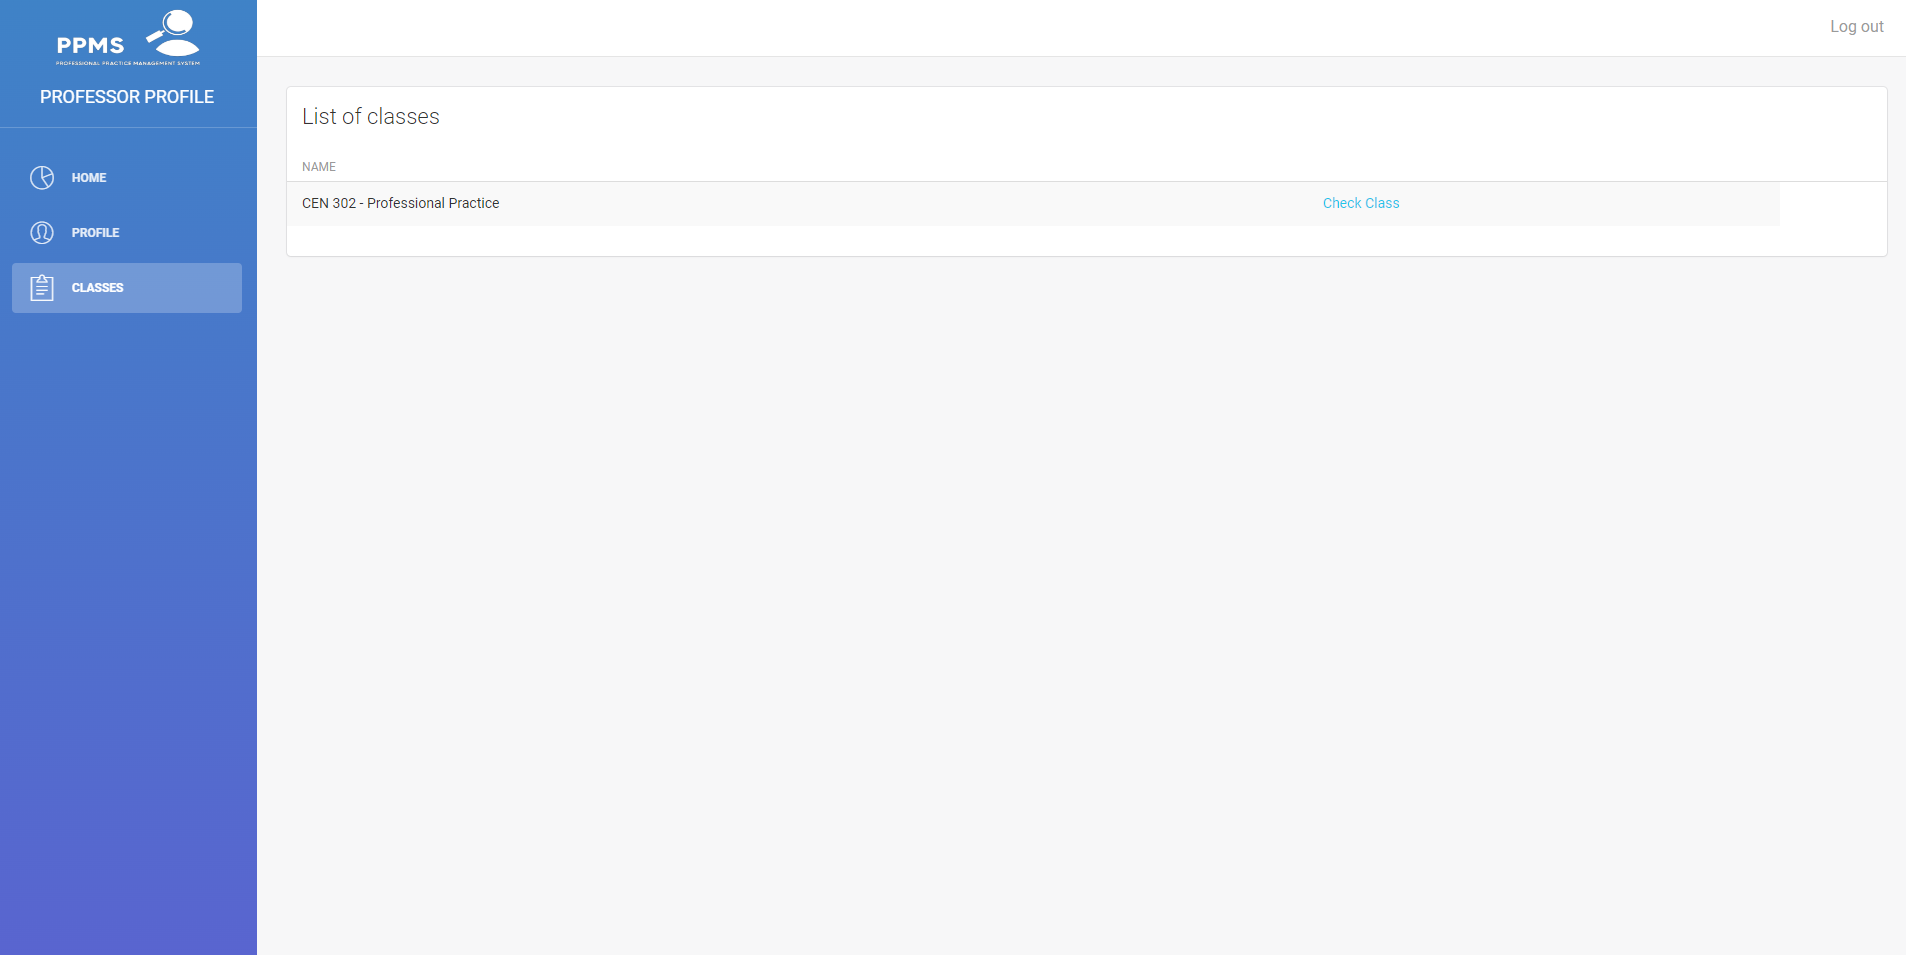 PPMS
PROFESSIONAL PRACTICE MANAGEMENT SYSTEM
PROFESSOR PROFILE
HOME
PROFILE
CLASSES
Log out
List of classes
NAME
CEN 302 - Professional Practice Check Class